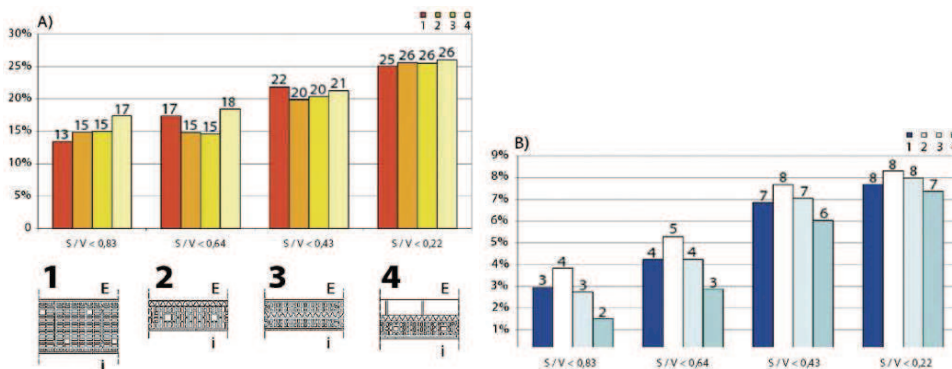 A)
1 2 3 4
30%
25%
20%
15%
10%
5%
0
13 15 15 17
17 15 15 18
22 20 20 21
25 26 26 26
S / V < 0,83 S / V < 0,64 S / V < 0,43 S / V < 0,22
1 2 3 4
E E E E
i i i i
B)
1 2 3
9%
8%
7%
6%
5%
4%
3%
2%
1%
3 4 3 2
4 5 4 3
7 8 7 6
8 8 8 7
S / V < 0,83 S / V < 0,64 S / V < 0,43 S / V < 0,22